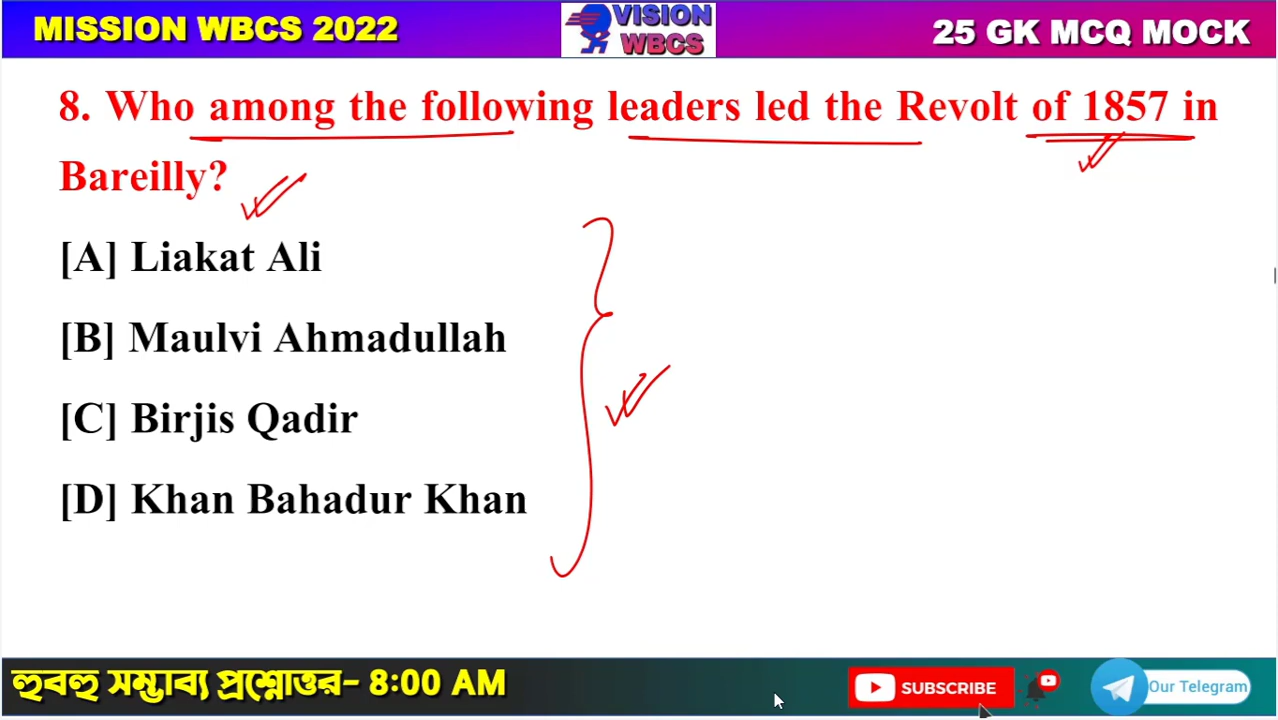 MISSION WBCS 2022
VISION
WBCS
25 GK MCQ MOCK
8. Who among the following leaders led the Revolt of 1857 in
Bareilly?
[A] Liakat Ali
[B] Maulvi Ahmadullah
[C] Birjis Qadir
[D] Khan Bahadur Khan
হুবহু সম্ভাব্য প্রশ্নোত্তর- 8:00 AM
SUBSCRIBE
Our Telegram